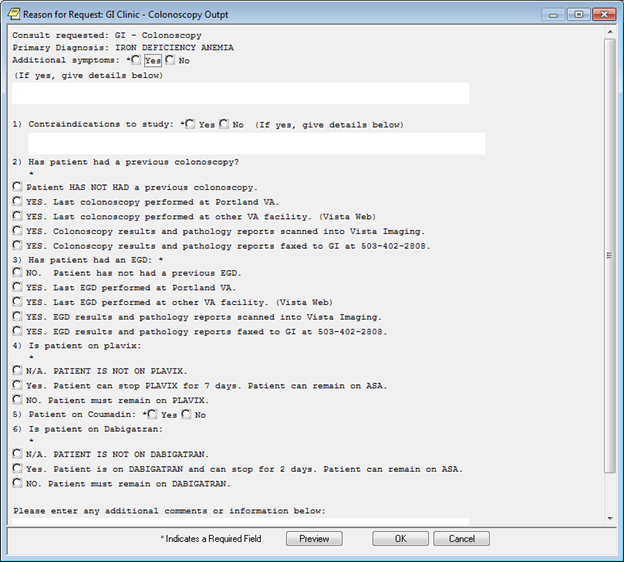 Reason for Request: GI Clinic - Colonoscopy Outpt
Consult requested: GI - Colonoscopy
Primary Diagnosis: IRON DEFICIENCY ANEMIA
Additional symptoms: * Yes No
(If yes, give details below)
1) Contraindications to study: * Yes No (If yes, give details below)
2) Has patient had a previous colonoscopy?
*
Patient HAS NOT HAD a previous colonoscopy.
YES. Last colonoscopy performed at Portland VA.
YES. Last colonoscopy performed at other VA facility. (Vista Web)
YES. Colonoscopy results and pathology reports scanned into Vista Imaging.
YES. Colonoscopy results and pathology reports faxed to GI at 503-402-2808.
3) Has patient had an EGD: *
NO. Patient has not had a previous EGD.
YES. Last EGD performed at Portland VA.
YES. Last EGD performed at other VA facility. (Vista Web)
YES. EGD results and pathology reports scanned into Vista Imaging.
YES. EGD results and pathology reports faxed to GI at 503-402-2808.
4) Is patient on plavix:
*
N/A. PATIENT IS NOT ON PLAVIX.
Yes. Patient can stop PLAVIX for 7 days. Patient can remain on ASA.
NO. Patient must remain on PLAVIX.
5) Patient on Coumadin: * Yes No
6) Is patient on Dabigatran:
*
N/A. PATIENT IS NOT ON DABIGATRAN.
Yes. Patient is on DABIGATRAN and can stop for 2 days. Patient can remain on ASA.
NO. Patient must remain on DABIGATRAN.
Please enter any additional comments or information below:
* Indicates a Required Field Preview OK Cancel